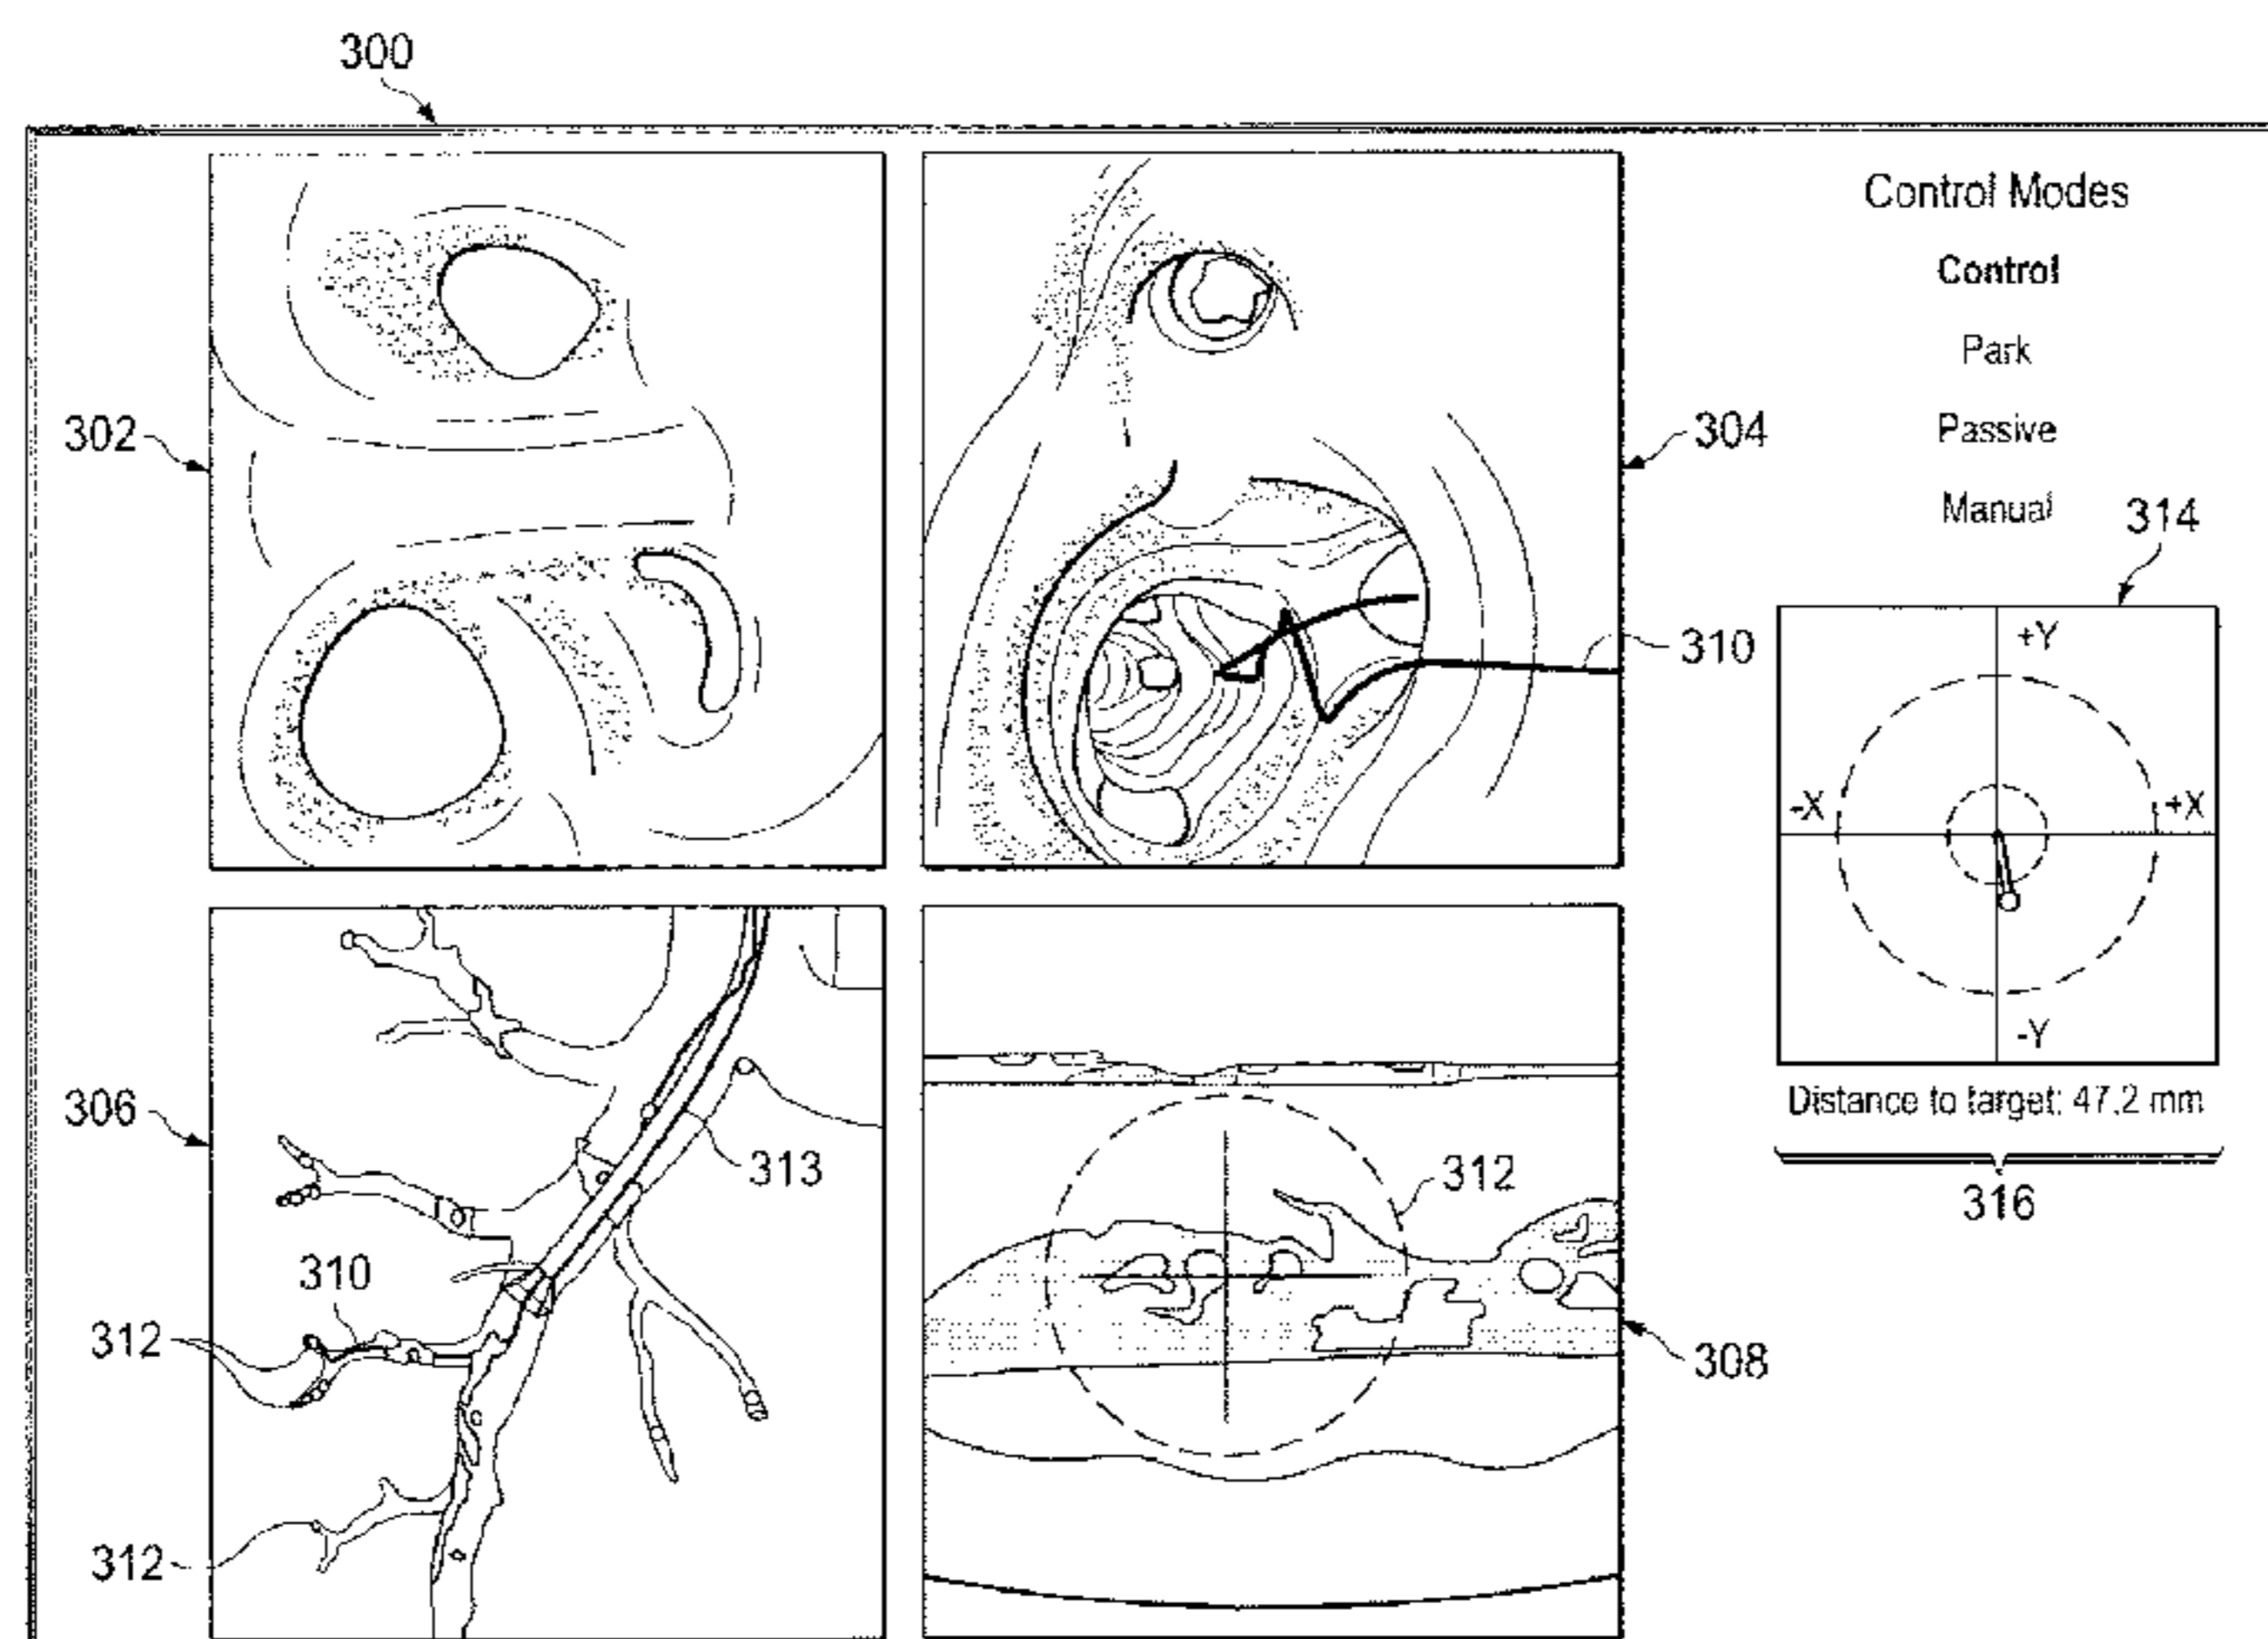 300
Control Modes
Control
Park
Passive
Manual
302
304
310
314
+Y
-X
+X
-Y
Distance to target: 47.2 mm
316
306
313
310
312
312
312
308